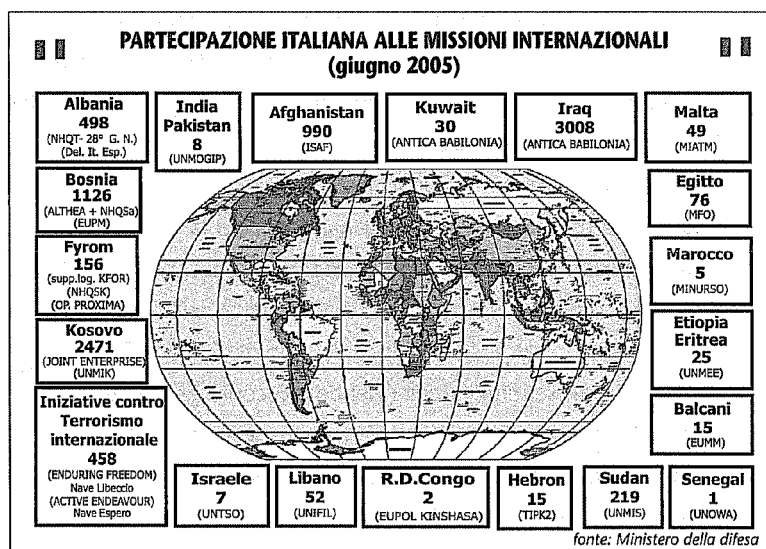 PARTECIPAZIONE ITALIANA ALLE MISSIONI INTERNAZIONALI
(giugno 2005)
Albania
498
(NHQT- 28° G. N.)
(Del. It. Esp.)
India
Pakistan
8
(UNMOGIP)
Afghanistan
990
(ISAF)
Kuwait
30
(ANTICA BABILONIA)
Iraq
3008
(ANTICA BABILONIA)
Malta
49
(MIATM)
Bosnia
1126
(ALTHEA + NHQSa)
(EUPM)
Egitto
76
(MFO)
Fyrom
156
(supp.log. KFOR)
(NHQSK)
(OP. PROXIMA)
Marocco
5
(MINURSO)
Kosovo
2471
(JOINT ENTERPRISE)
(UNMIK)
Etiopia
Eritrea
25
(UNMEE)
Iniziative contro
Terrorismo
internazionale
458
(ENDURING FREEDOM)
Nave Libeccio
(ACTIVE ENDEAVOUR)
Nave Espero
Balcani
15
(EUMM)
Israele
7
(UNTSO)
Libano
52
(UNIFIL)
R.D.Congo
2
(EUPOL KINSHASA)
Hebron
15
(TIPK2)
Sudan
219
(UNMIS)
Senegal
1
(UNOWA)
fonte: Ministero della difesa